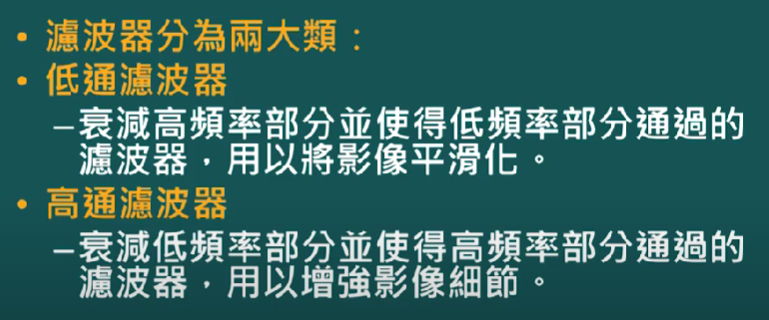 • 濾波器分為兩大類：
• 低通濾波器
–衰減高頻率部分並使得低頻率部分通過的
濾波器，用以將影像平滑化。
• 高通濾波器
–衰減低頻率部分並使得高頻率部分通過的
濾波器，用以增強影像細節。